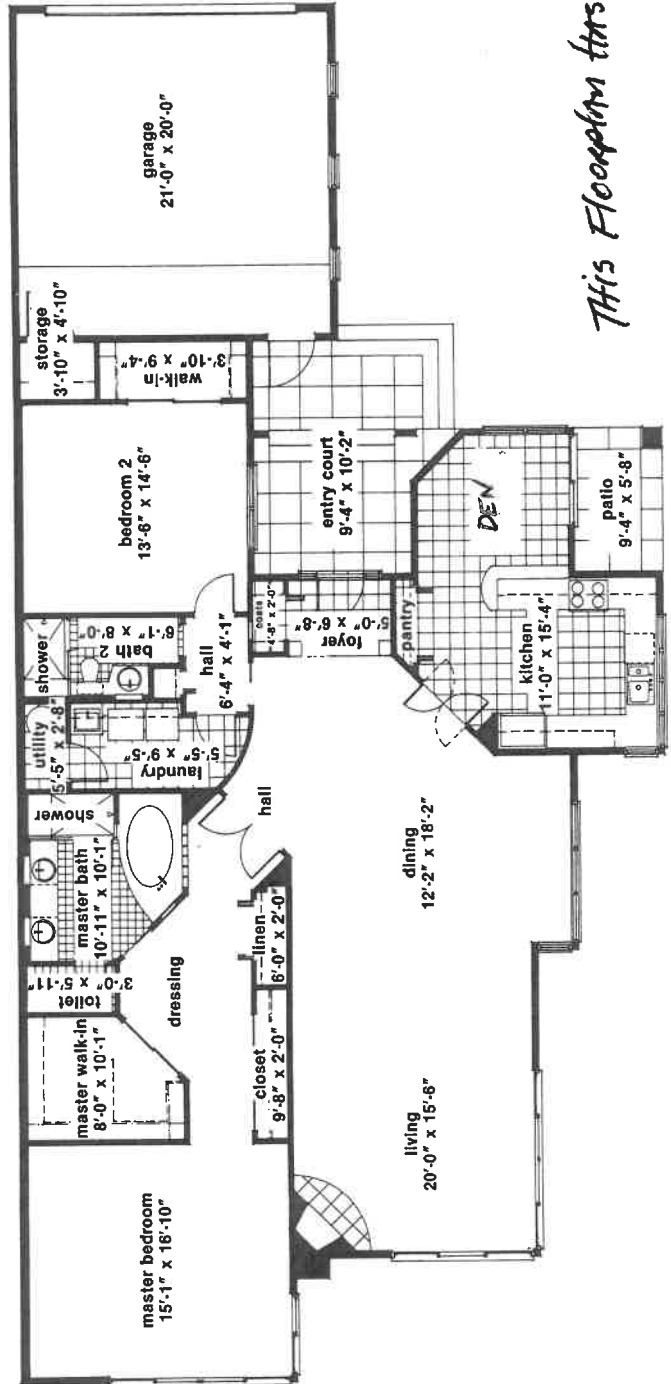 garage
21'-0" x 20'-0"
storage
3'-10" x 4'-10"
walk-in
3'-10" x 9'-4"
bedroom 2
13'-6" x 14'-6"
entry court
9'-4" x 10'-2"
DEN
patio
9'-4" x 5'-8"
shower
bath 2
6'-1" x 8'-0"
hall
6'-4" x 4'-1"
coats
4'-8" x 2'-0"
foyer
5'-0" x 6'-8"
pantry
kitchen
11'-0" x 15'-4"
utility
5'-5" x 2'-8"
laundry
5'-5" x 9'-5"
shower
master bath
10'-11" x 10'-1"
hall
dining
12'-2" x 18'-2"
toilet
3'-0" x 5'-11"
dressing
linen
6'-0" x 2'-0"
master walk-in
8'-0" x 10'-1"
closet
9'-8" x 2'-0"
living
20'-0" x 15'-6"
master bedroom
15'-1" x 16'-10"
THiS Floorplan HAS